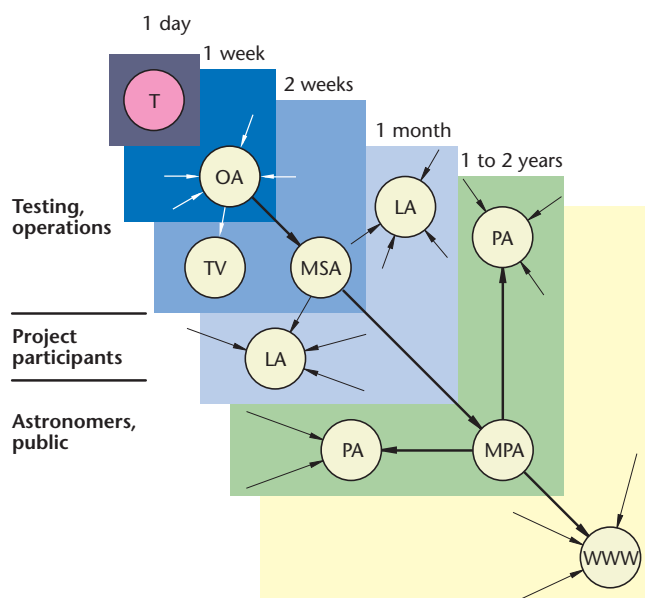 1 day
1 week
2 weeks
1 month
1 to 2 years
T
OA
LA
PA
Testing,
operations
TV
MSA
Project
participants
LA
Astronomers,
public
PA
MPA
WWW